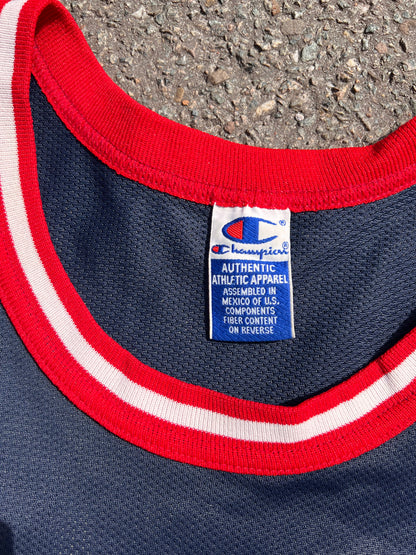 Champion®
AUTHENTIC
ATHLETIC APPAREL
ASSEMBLED IN
MEXICO OF U.S.
COMPONENTS
FIBER CONTENT
ON REVERSE